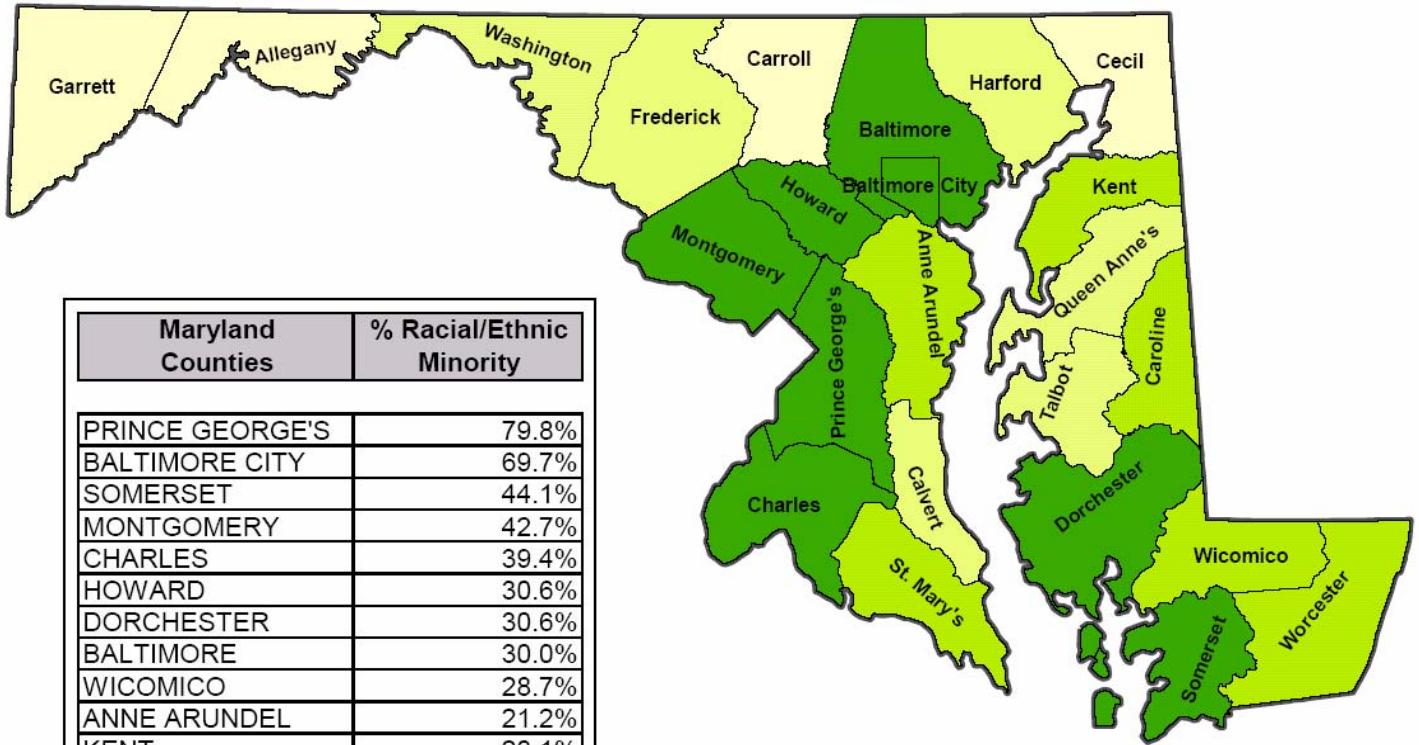 Garrett
Allegany
Washington
Frederick
Carroll
Baltimore
Harford
Cecil
Baltimore City
Howard
Montgomery
Kent
Queen Anne's
Anne Arundel
Prince George's
Caroline
Talbot
Calvert
Charles
St. Mary's
Dorchester
Wicomico
Worcester
Somerset
Maryland Counties % Racial/Ethnic Minority
PRINCE GEORGE'S 79.8%
BALTIMORE CITY 69.7%
SOMERSET 44.1%
MONTGOMERY 42.7%
CHARLES 39.4%
HOWARD 30.6%
DORCHESTER 30.6%
BALTIMORE 30.0%
WICOMICO 28.7%
ANNE ARUNDEL 21.2%
KENT